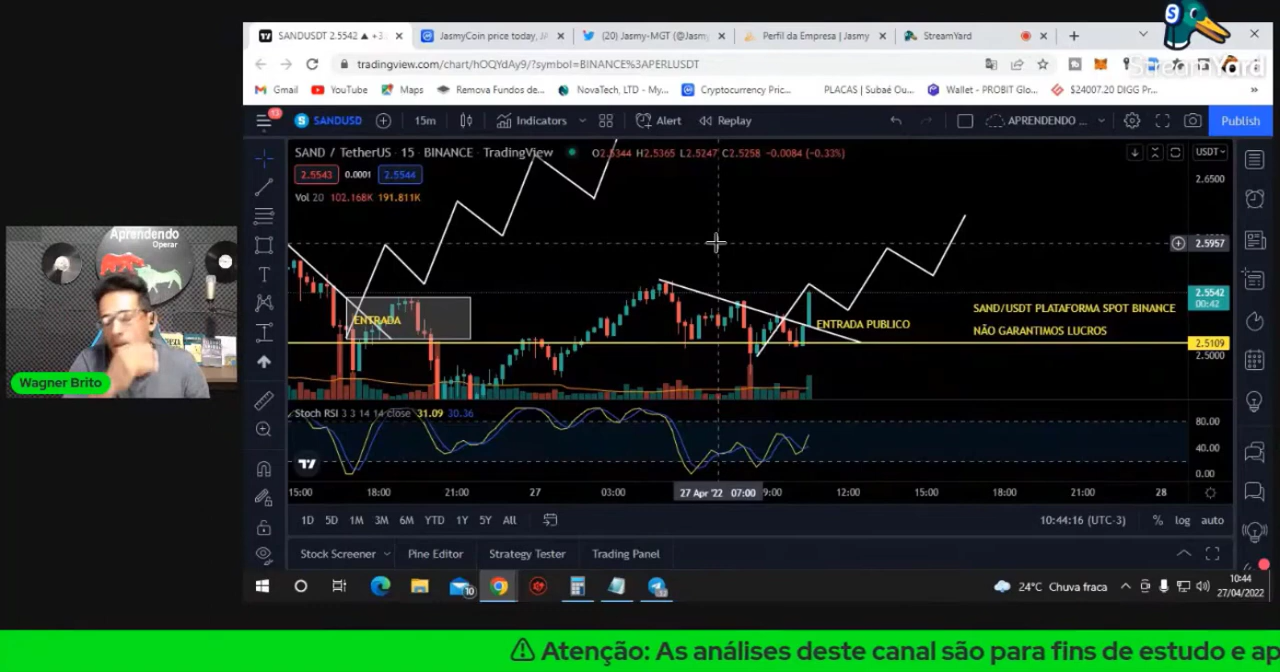 SANDUSDT 2.5542 ▲ +3
JasmyCoin price today, JA
(20) Jasmy-MGT (@Jasm
Perfil da Empresa | Jasmy
StreamYard
StreamYard
tradingview.com/chart/hOQYdAy9/?symbol=BINANCE%3APERLUSDT
Gmail
YouTube
Maps
Remova Fundos de...
NovaTech, LTD - My...
Cryptocurrency Pric...
PLACAS | Subaé Ou...
Wallet - PROBIT Glo...
$24007.20 DIGG Pr...
»
13
SANDUSD
15m
Indicators
Alert
Replay
APRENDENDO ...
Publish
SAND / TetherUS · 15 · BINANCE · TradingView
O2.5344 H2.5365 L2.5247 C2.5258 -0.0084 (-0.33%)
USDT
2.5543
0.0001
2.5544
Vol 20 102.168K 191.811K
2.6500
2.5957
2.5542
00:42
2.5109
2.5000
ENTRADA
ENTRADA PUBLICO
SAND/USDT PLATAFORMA SPOT BINANCE
NÃO GARANTIMOS LUCROS
Stoch RSI 3 3 14 14 close 31.09 30.36
80.00
40.00
0.00
15:00
18:00
21:00
27
03:00
27 Apr '22 07:00
9:00
12:00
15:00
18:00
21:00
28
1D
5D
1M
3M
6M
YTD
1Y
5Y
All
10:44:16 (UTC-3)
%
log
auto
Stock Screener
Pine Editor
Strategy Tester
Trading Panel
10
24°C Chuva fraca
10:44
27/04/2022
Aprendendo
Operar
Wagner Brito
Atenção: As análises deste canal são para fins de estudo e ap